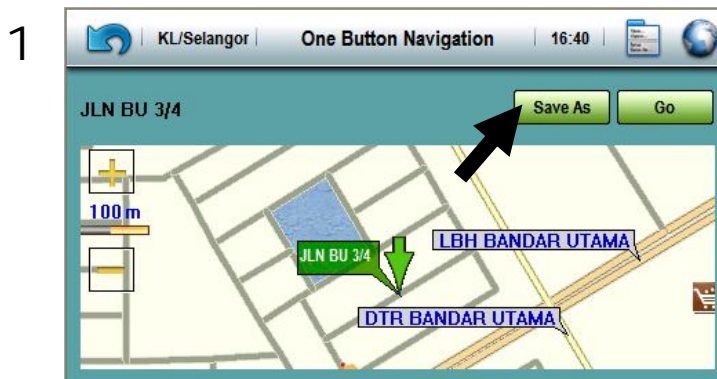 1
KL/Selangor One Button Navigation 16:40
JLN BU 3/4 Save As Go
100 m
LBH BANDAR UTAMA
JLN BU 3/4
DTR BANDAR UTAMA